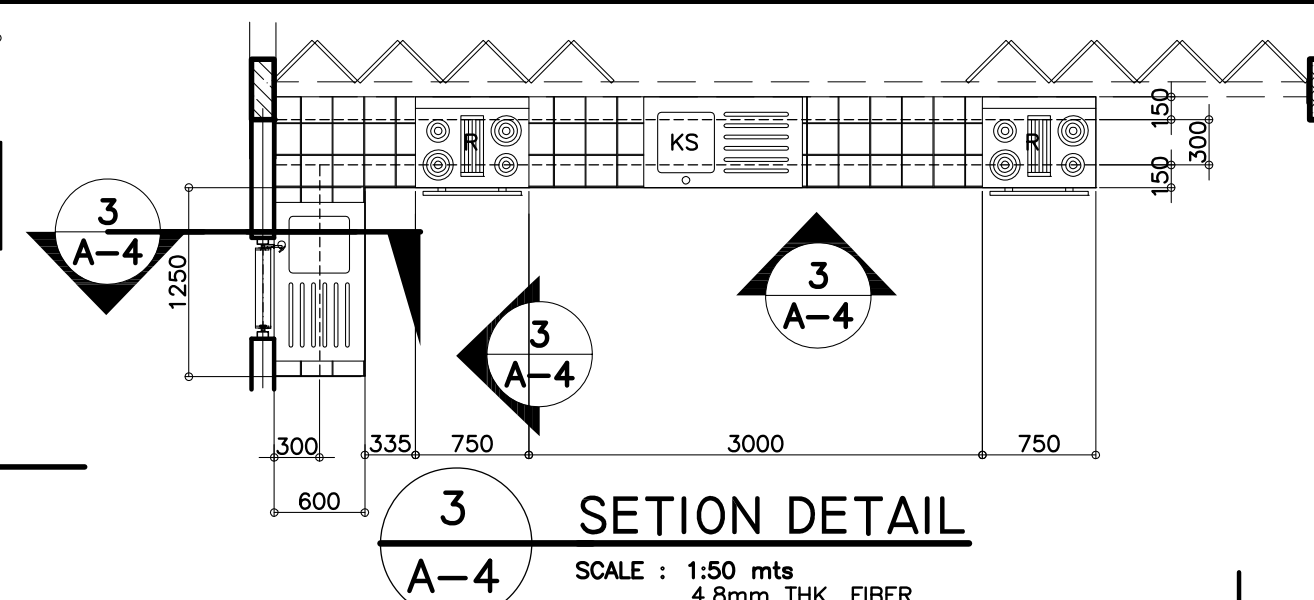 150
300
150
R
KS
R
3
A-4
1250
3
A-4
3
A-4
300
335
750
3000
750
600
3
A-4
SETION DETAIL
SCALE : 1:50 mts
4.8mm THK. FIBER